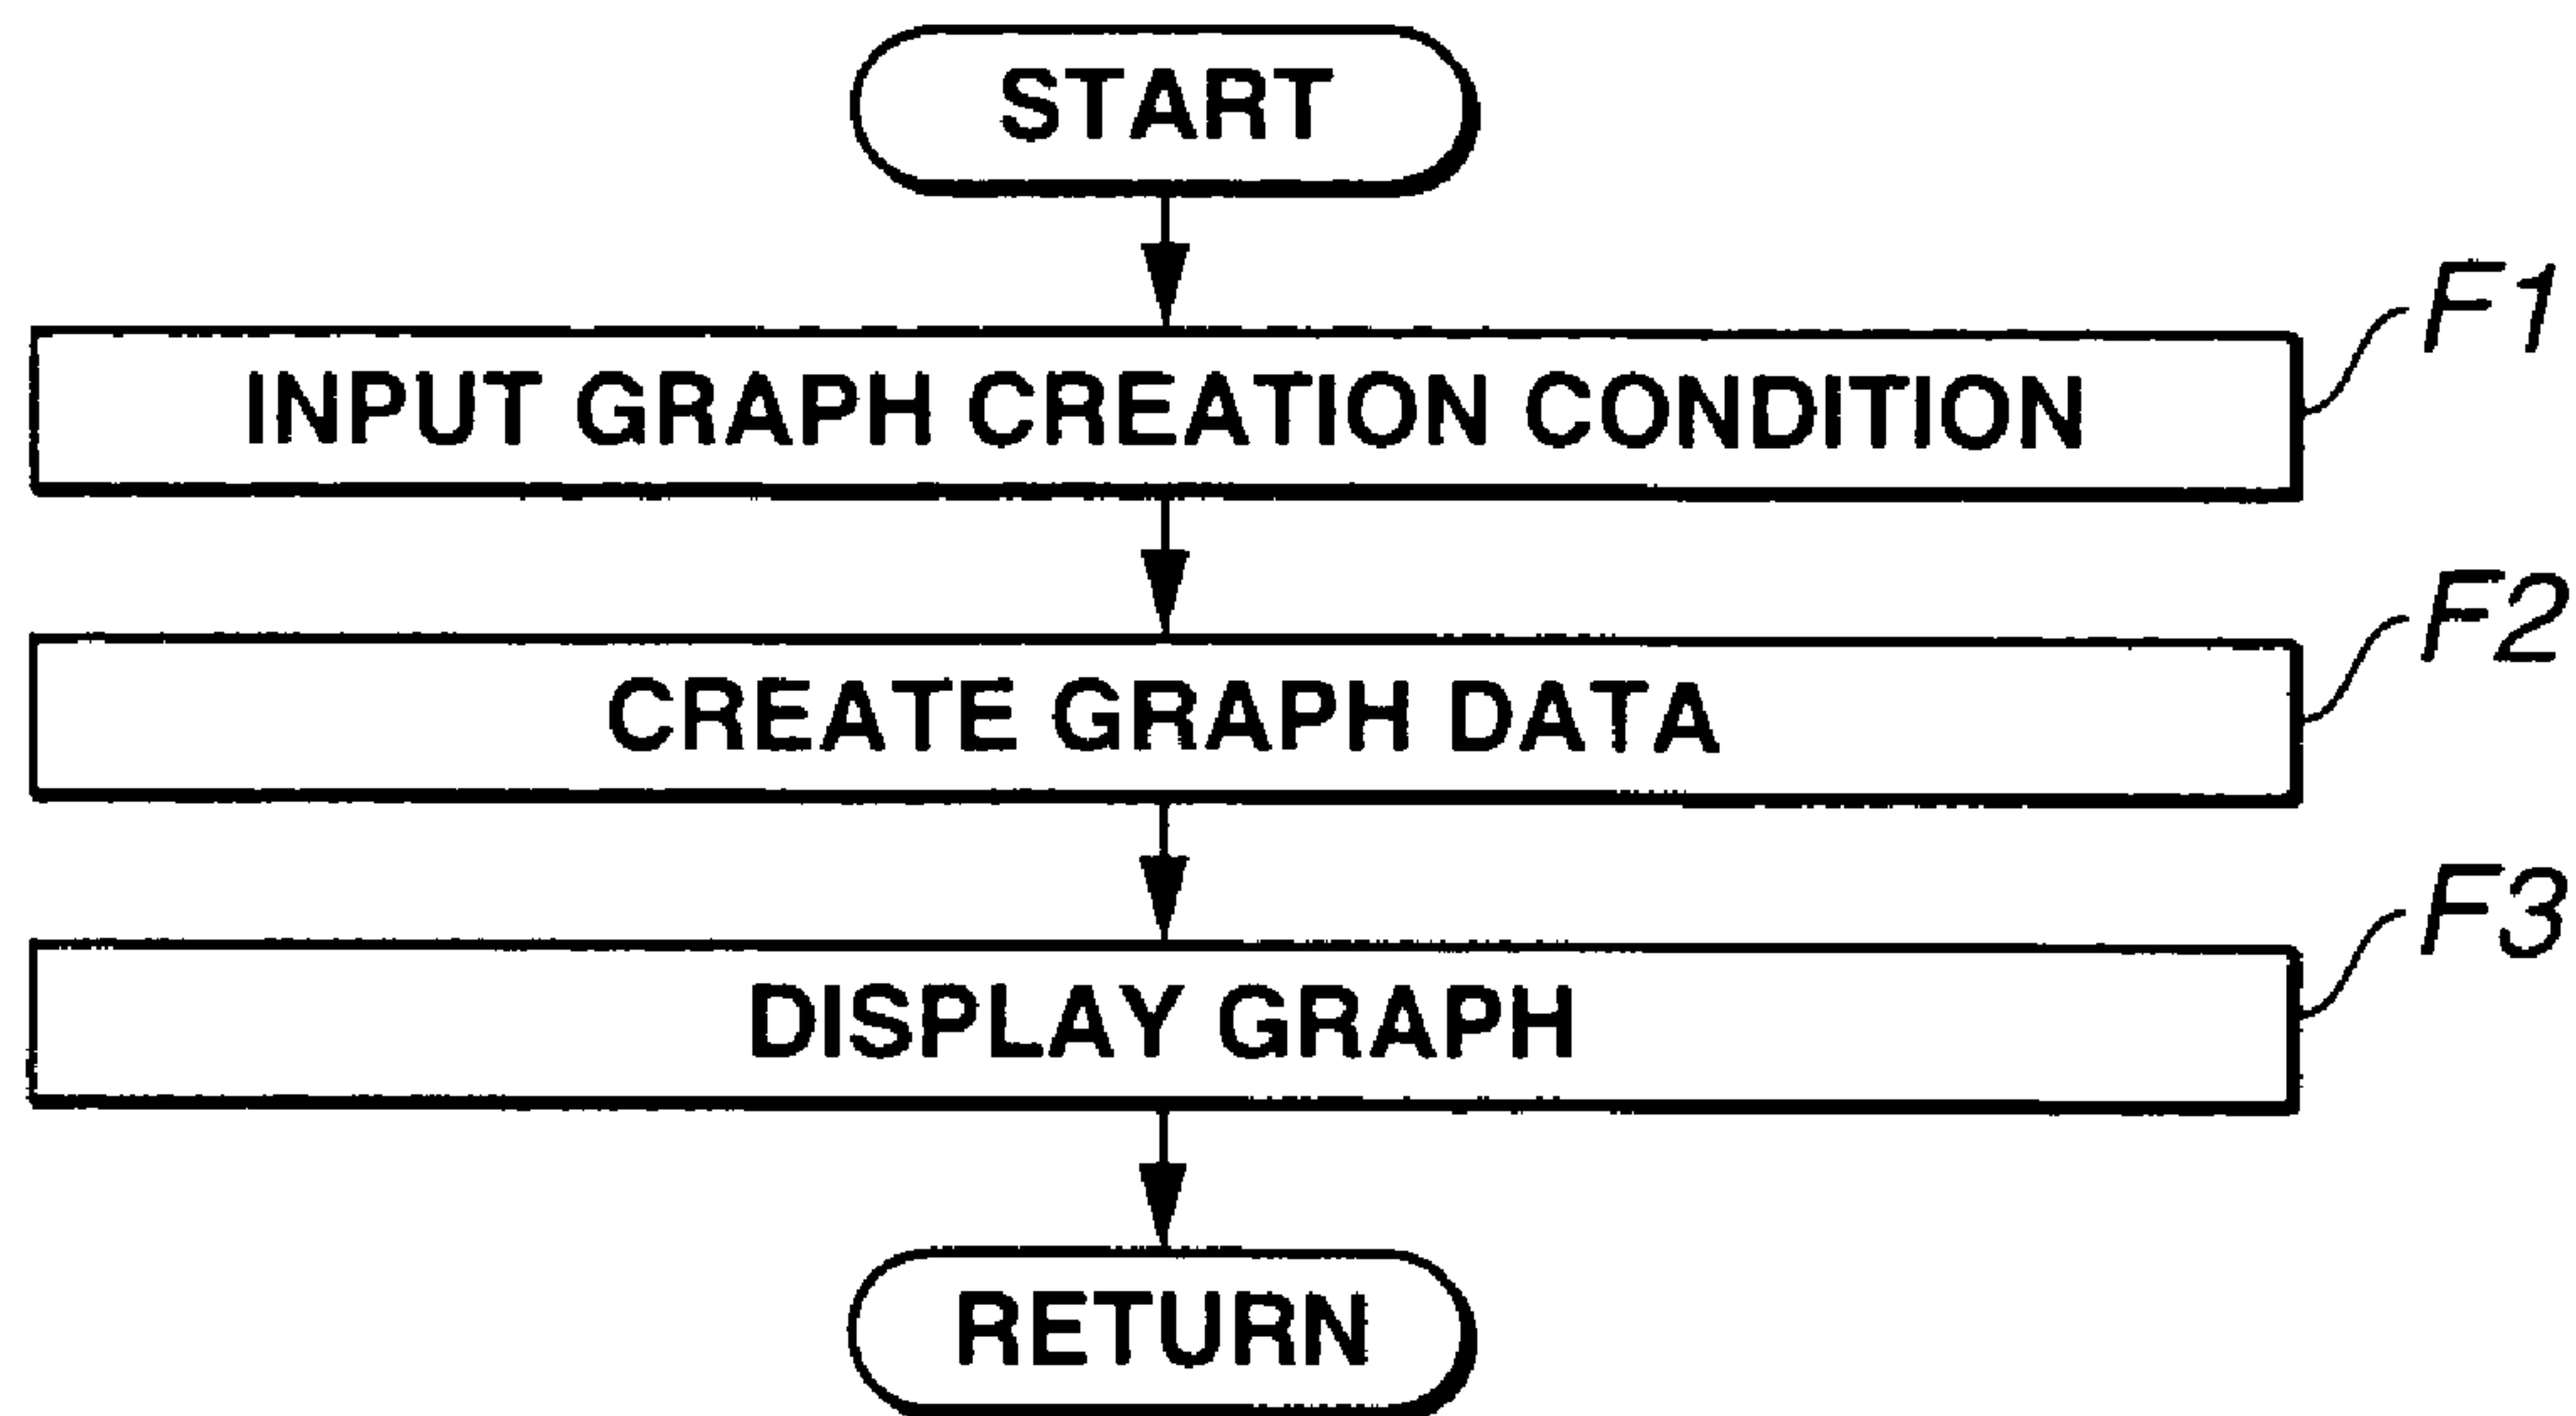 START
F1
INPUT GRAPH CREATION CONDITION
F2
CREATE GRAPH DATA
F3
DISPLAY GRAPH
RETURN